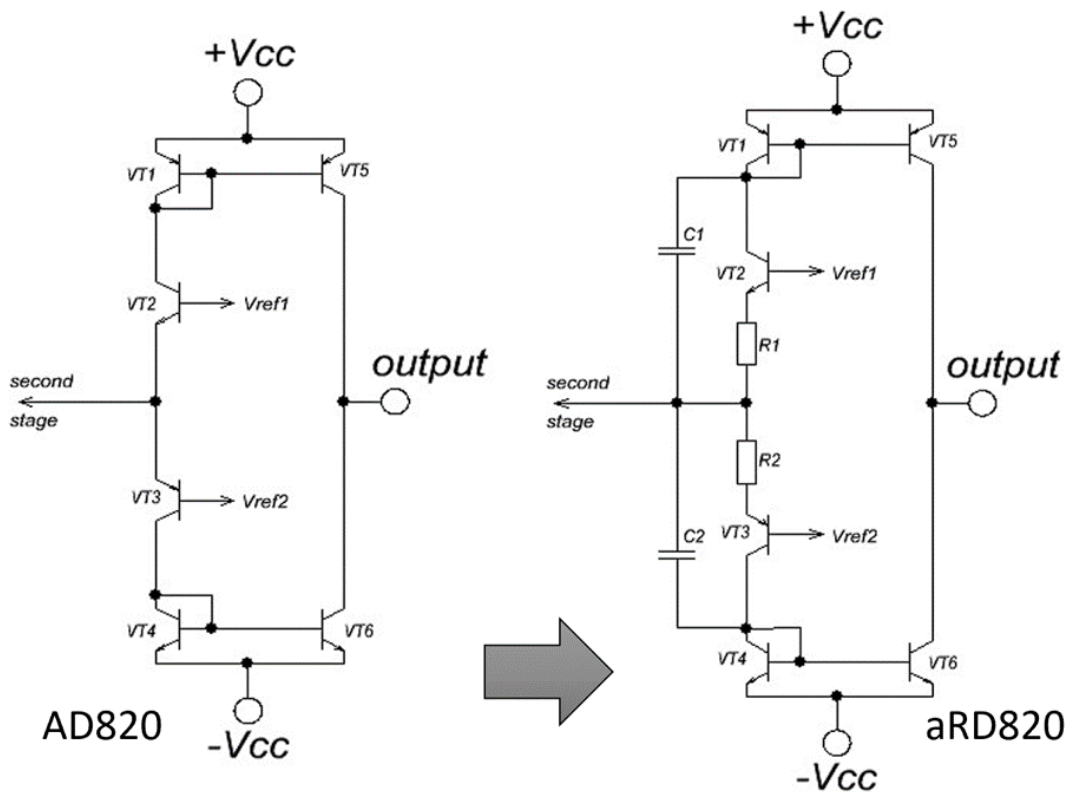 +Vcc
VT1
VT5
VT2
Vref1
output
second
stage
VT3
Vref2
VT4
VT6
-Vcc
AD820
+Vcc
VT1
VT5
C1
VT2
Vref1
R1
output
second
stage
R2
C2
VT3
Vref2
VT4
VT6
-Vcc
aRD820